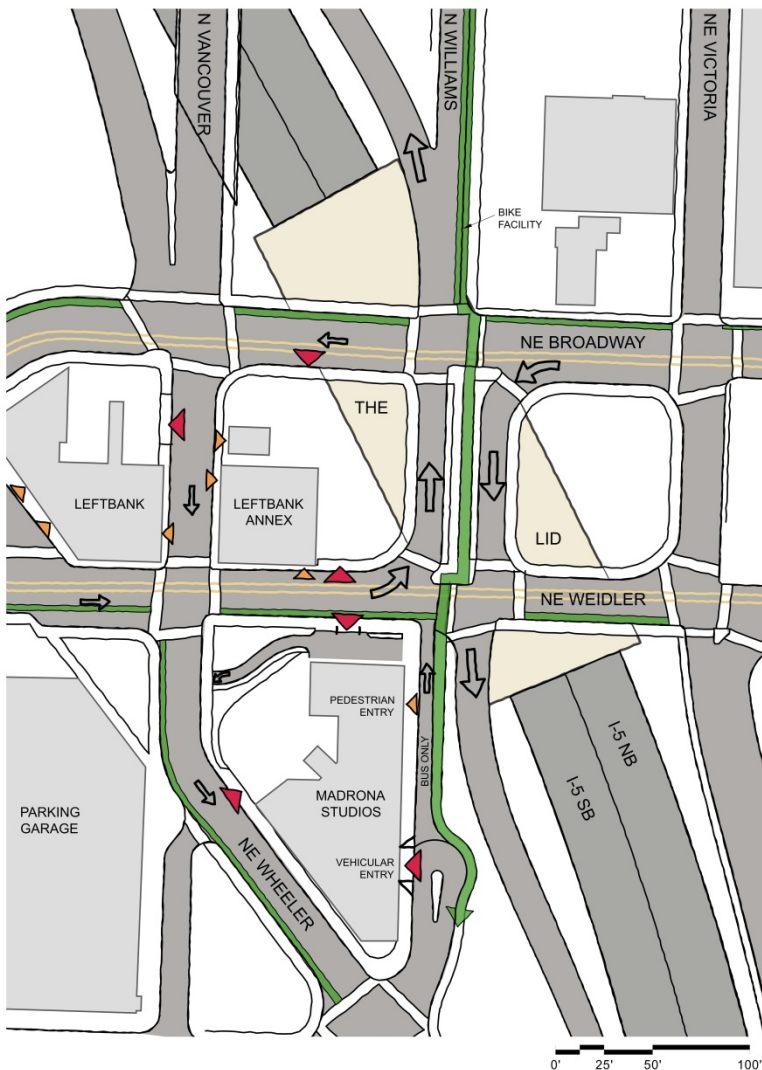 N VANCOUVER
N WILLIAMS
NE VICTORIA
BIKE
FACILITY
NE BROADWAY
THE
LEFTBANK
LEFTBANK
ANNEX
LID
NE WEIDLER
PEDESTRIAN
ENTRY
BUS ONLY
I-5 NB
I-5 SB
MADRONA
STUDIOS
PARKING
GARAGE
NE WHEELER
VEHICULAR
ENTRY
0' 25' 50' 100'